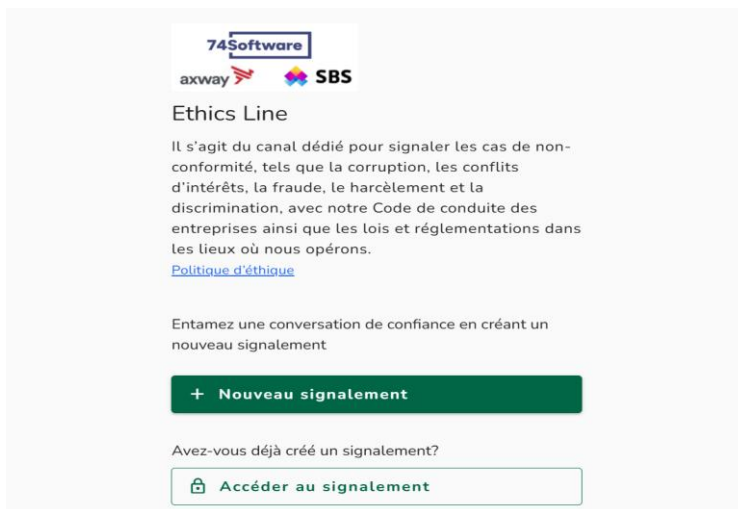 74Software
axway SBS
Ethics Line
Il s'agit du canal dédié pour signaler les cas de non-
conformité, tels que la corruption, les conflits
d'intérêts, la fraude, le harcèlement et la
discrimination, avec notre Code de conduite des
entreprises ainsi que les lois et réglementations dans
les lieux où nous opérons.
Politique d'éthique
Entamez une conversation de confiance en créant un
nouveau signalement
+ Nouveau signalement
Avez-vous déjà créé un signalement?
Accéder au signalement